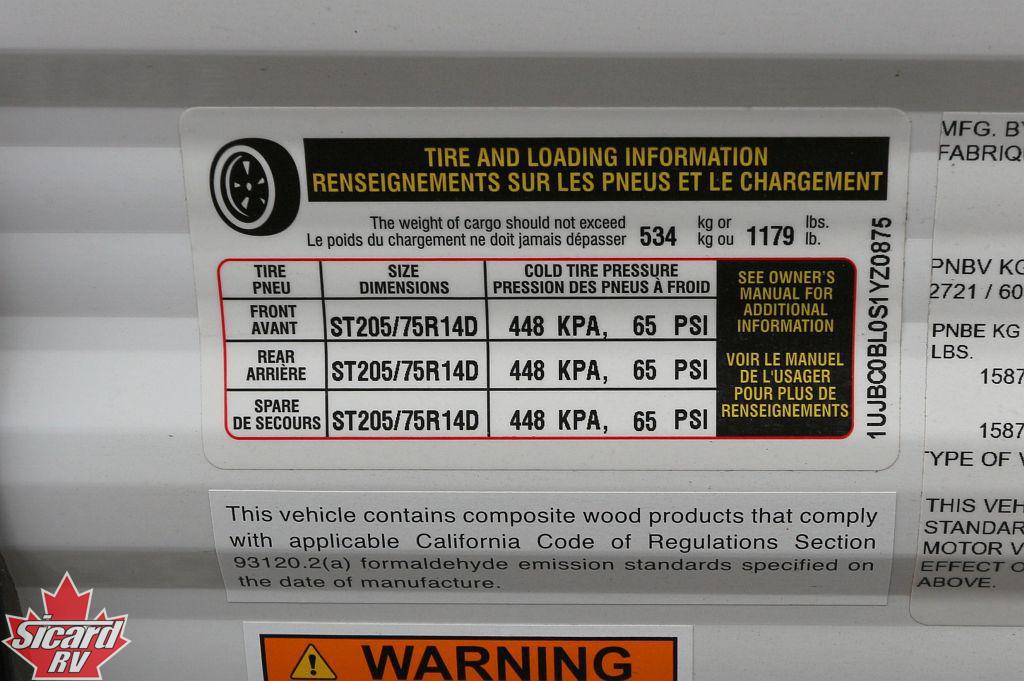 TIRE AND LOADING INFORMATION
RENSEIGNEMENTS SUR LES PNEUS ET LE CHARGEMENT
The weight of cargo should not exceed 534 kg or 1179 lbs.
Le poids du chargement ne doit jamais dépasser kg ou lb.
TIRE SIZE COLD TIRE PRESSURE
PNEU DIMENSIONS PRESSION DES PNEUS À FROID
FRONT
AVANT ST205/75R14D 448 KPA, 65 PSI
REAR
ARRIÈRE ST205/75R14D 448 KPA, 65 PSI
SPARE
DE SECOURS ST205/75R14D 448 KPA, 65 PSI
SEE OWNER'S
MANUAL FOR
ADDITIONAL
INFORMATION
VOIR LE MANUEL
DE L'USAGER
POUR PLUS DE
RENSEIGNEMENTS
1UJBC0BL0S1YZ0875
MFG. BY
FABRIQU
PNBV KG
2721 / 60
PNBE KG
LBS.
1587
1587
TYPE OF V
THIS VEH
STANDAR
MOTOR V
EFFECT O
ABOVE.
This vehicle contains composite wood products that comply
with applicable California Code of Regulations Section
93120.2(a) formaldehyde emission standards specified on
the date of manufacture.
WARNING
Sicard
RV